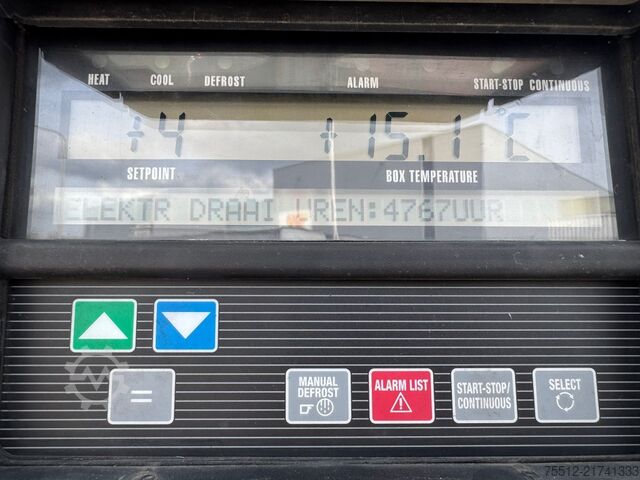 HEAT COOL DEFROST ALARM START-STOP CONTINUOUS
+4 +15.1°C
SETPOINT BOX TEMPERATURE
ELEKTR DRAAI UREN:4767UUR
MANUAL DEFROST
ALARM LIST
START-STOP/ CONTINUOUS
SELECT
=
75512-21741333